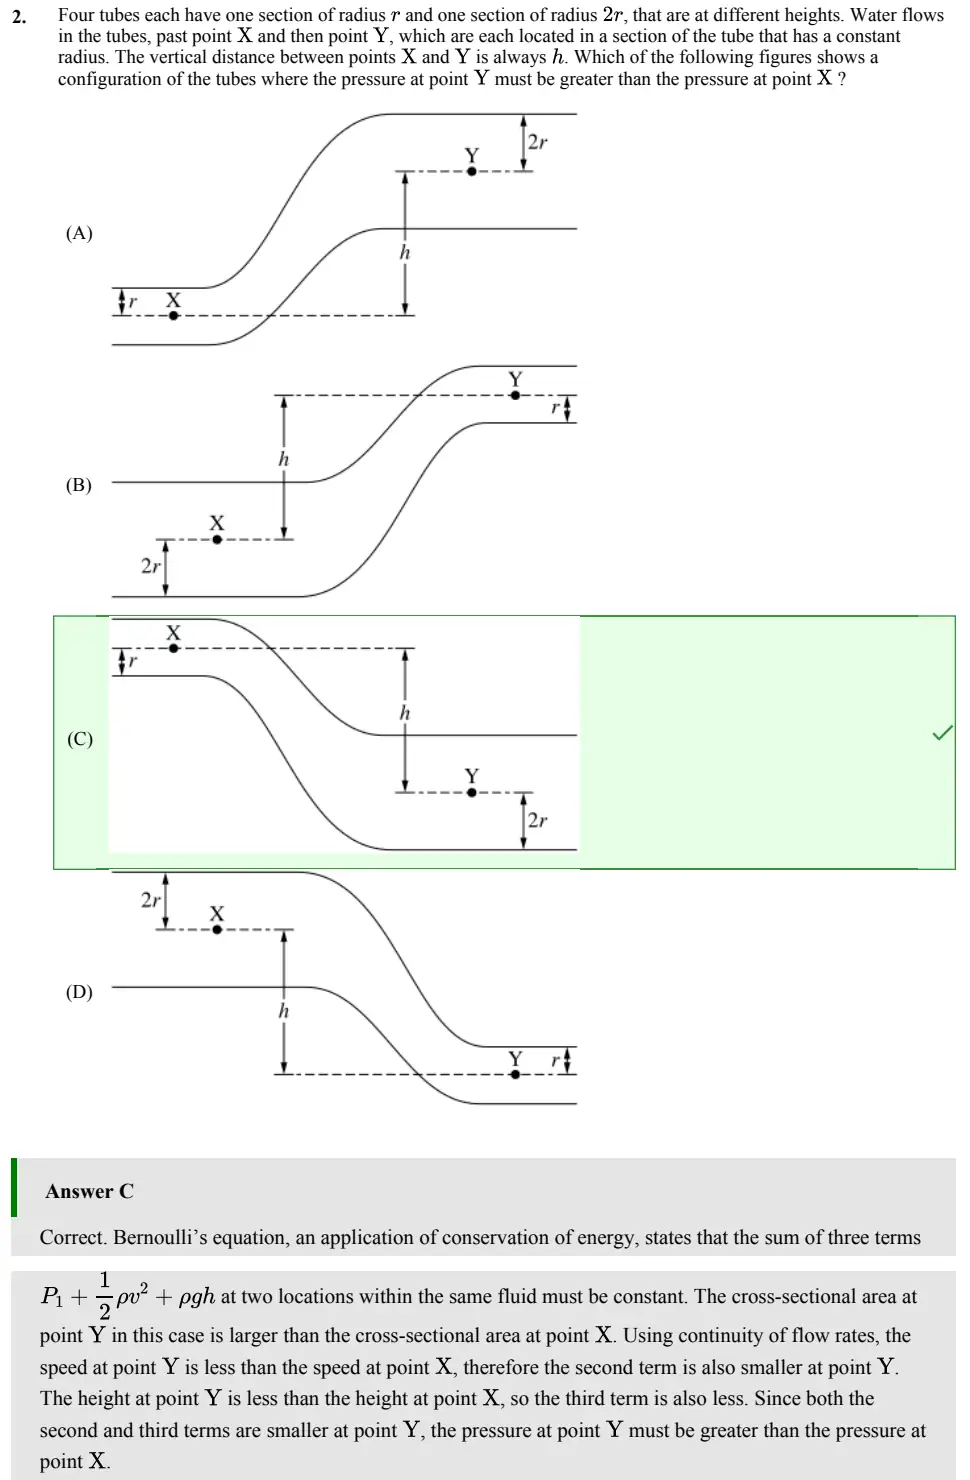 2. Four tubes each have one section of radius r and one section of radius 2r, that are at different heights. Water flows
in the tubes, past point X and then point Y, which are each located in a section of the tube that has a constant
radius. The vertical distance between points X and Y is always h. Which of the following figures shows a
configuration of the tubes where the pressure at point Y must be greater than the pressure at point X ?
2r
Y
(A)
h
r X
Y
r
h
(B)
X
2r
X
r
h
(C)
Y
2r
2r
X
(D)
h
Y r
Answer C
Correct. Bernoulli’s equation, an application of conservation of energy, states that the sum of three terms
P₁ + 1/2 ρv² + ρgh at two locations within the same fluid must be constant. The cross-sectional area at
point Y in this case is larger than the cross-sectional area at point X. Using continuity of flow rates, the
speed at point Y is less than the speed at point X, therefore the second term is also smaller at point Y.
The height at point Y is less than the height at point X, so the third term is also less. Since both the
second and third terms are smaller at point Y, the pressure at point Y must be greater than the pressure at
point X.